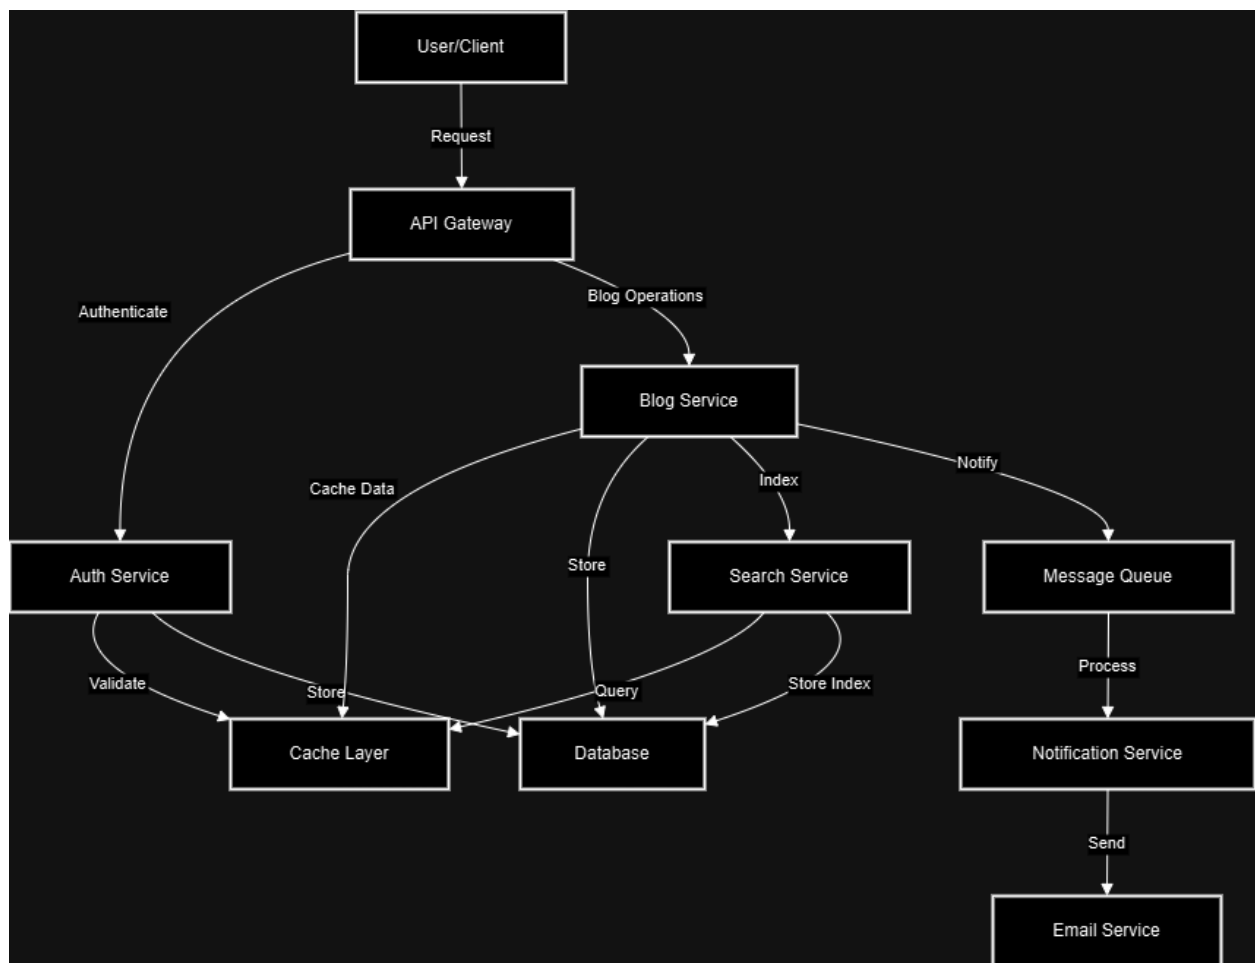 User/Client
Request
API Gateway
Authenticate
Blog Operations
Blog Service
Cache Data
Store
Index
Notify
Auth Service
Search Service
Message Queue
Validate
Store
Query
Store Index
Process
Cache Layer
Database
Notification Service
Send
Email Service